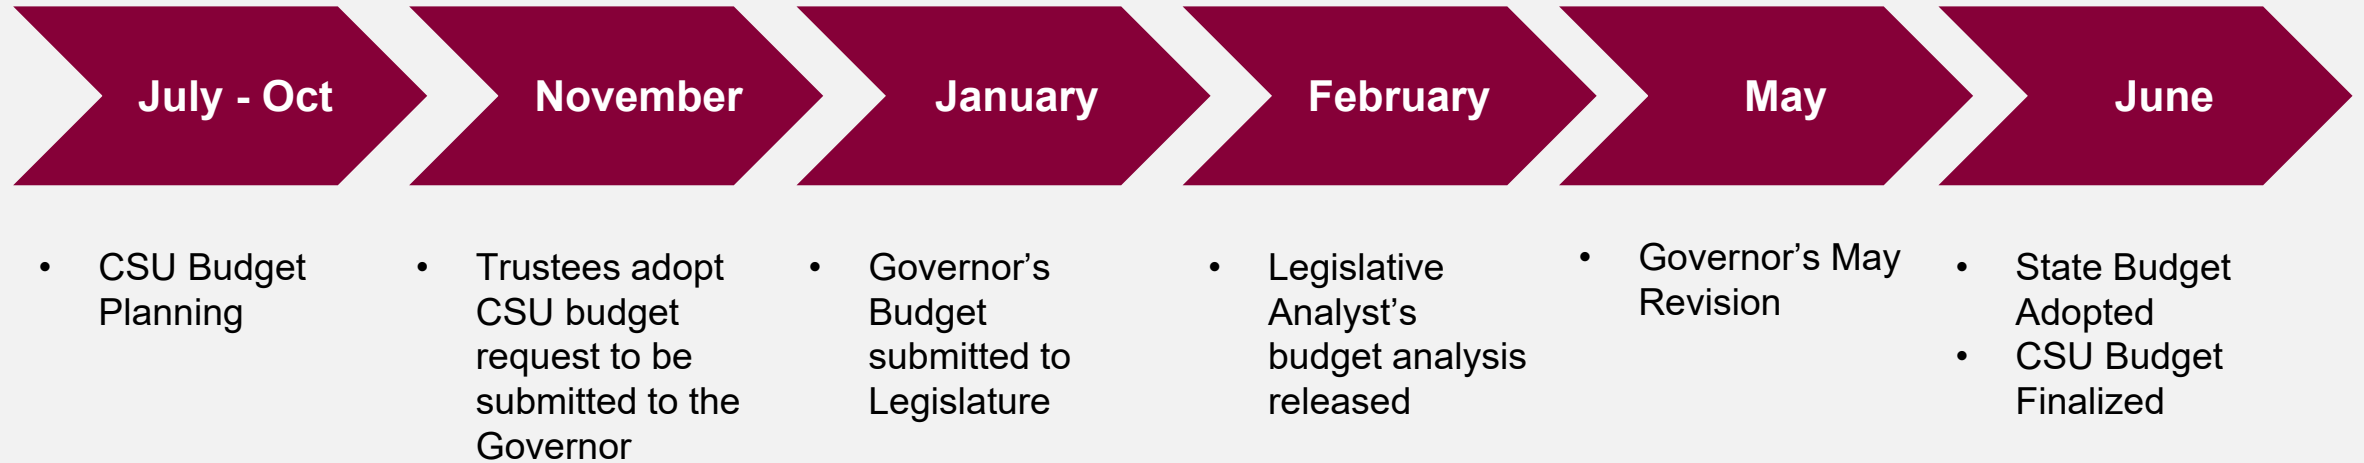 July - Oct
November
January
February
May
June
• CSU Budget
Planning
• Trustees adopt
CSU budget
request to be
submitted to the
Governor
• Governor’s
Budget
submitted to
Legislature
• Legislative
Analyst’s
budget analysis
released
• Governor’s May
Revision
• State Budget
Adopted
• CSU Budget
Finalized